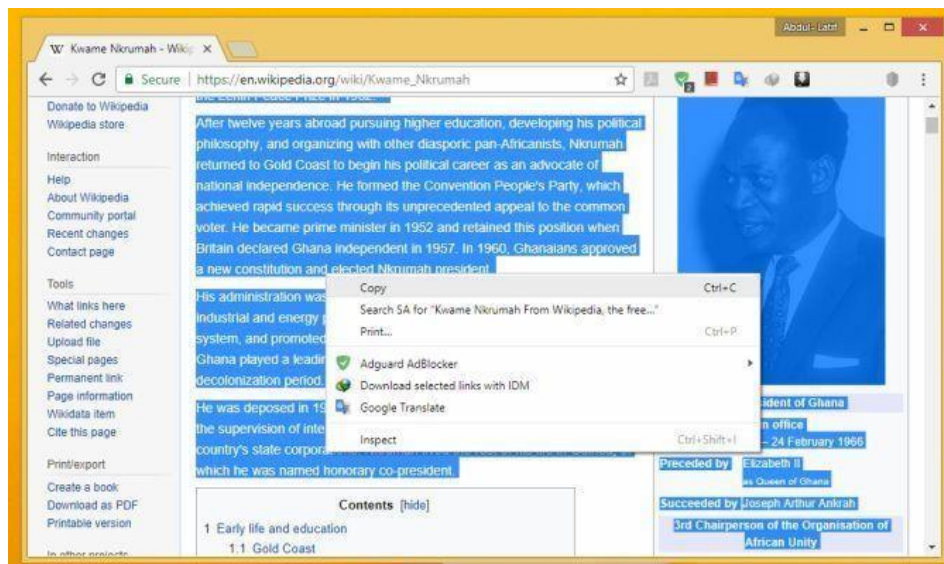 Abdul-Latif
W Kwame Nkrumah - Wiki
Secure https://en.wikipedia.org/wiki/Kwame_Nkrumah
2
Donate to Wikipedia
Wikipedia store
Interaction
Help
About Wikipedia
Community portal
Recent changes
Contact page
Tools
What links here
Related changes
Upload file
Special pages
Permanent link
Page information
Wikidata item
Cite this page
Print/export
Create a book
Download as PDF
Printable version
In other projects
the Lenin Peace Prize in 1962.
After twelve years abroad pursuing higher education, developing his political
philosophy, and organizing with other diasporic pan-Africanists, Nkrumah
returned to Gold Coast to begin his political career as an advocate of
national independence. He formed the Convention People's Party, which
achieved rapid success through its unprecedented appeal to the common
voter. He became prime minister in 1952 and retained this position when
Britain declared Ghana independent in 1957. In 1960, Ghanaians approved
a new constitution and elected Nkrumah president.
His administration was
industrial and energy p
system, and promoted
Ghana played a leadin
decolonization period.
He was deposed in 19
the supervision of inte
country's state corpora
which he was named honorary co-president.
Copy Ctrl+C
Search SA for "Kwame Nkrumah From Wikipedia, the free..."
Print... Ctrl+P
Adguard AdBlocker
Download selected links with IDM
Google Translate
Inspect Ctrl+Shift+I
Contents [hide]
1 Early life and education
1.1 Gold Coast
ident of Ghana
n office
– 24 February 1966
Preceded by Elizabeth II
as Queen of Ghana
Succeeded by Joseph Arthur Ankrah
3rd Chairperson of the Organisation of
African Unity